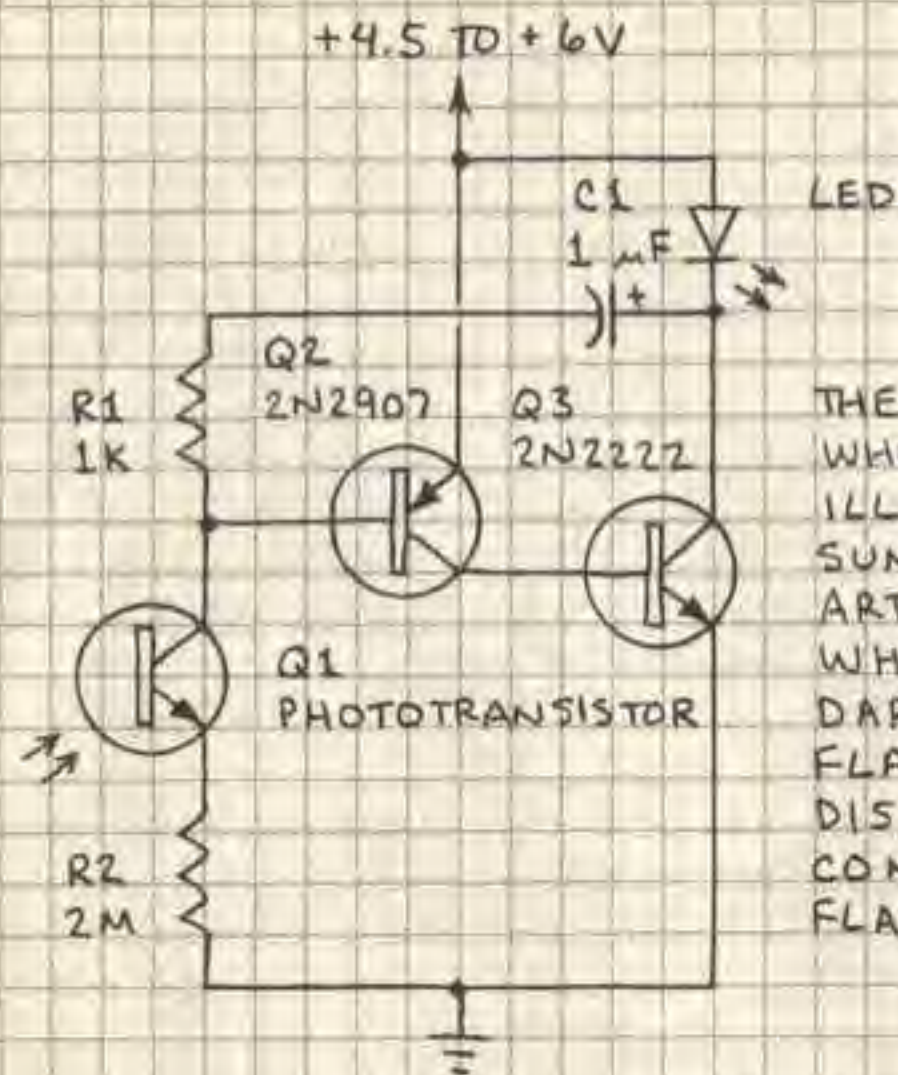 +4.5 TO +6V
C1
1 µF
+
LED
Q2
2N2907
Q3
2N2222
R1
1K
Q1
PHOTOTRANSISTOR
R2
2M
THE
SUN